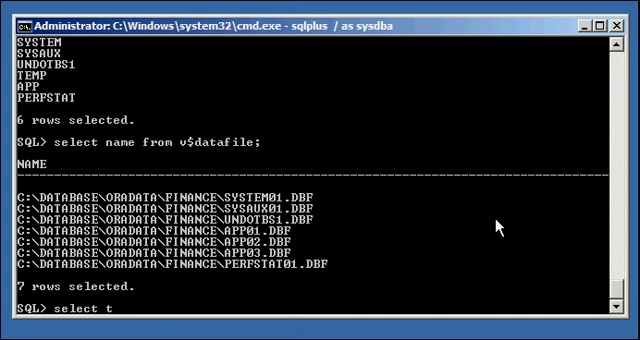 Administrator: C:\Windows\system32\cmd.exe - sqlplus / as sysdba
SYSTEM
SYSAUX
UNDOTBS1
TEMP
APP
PERFSTAT
6 rows selected.
SQL> select name from v$datafile;
NAME
--------------------------------------------------------------------------------
C:\DATABASE\ORADATA\FINANCE\SYSTEM01.DBF
C:\DATABASE\ORADATA\FINANCE\SYSAUX01.DBF
C:\DATABASE\ORADATA\FINANCE\UNDOTBS1.DBF
C:\DATABASE\ORADATA\FINANCE\APP01.DBF
C:\DATABASE\ORADATA\FINANCE\APP02.DBF
C:\DATABASE\ORADATA\FINANCE\APP03.DBF
C:\DATABASE\ORADATA\FINANCE\PERFSTAT01.DBF
7 rows selected.
SQL> select t